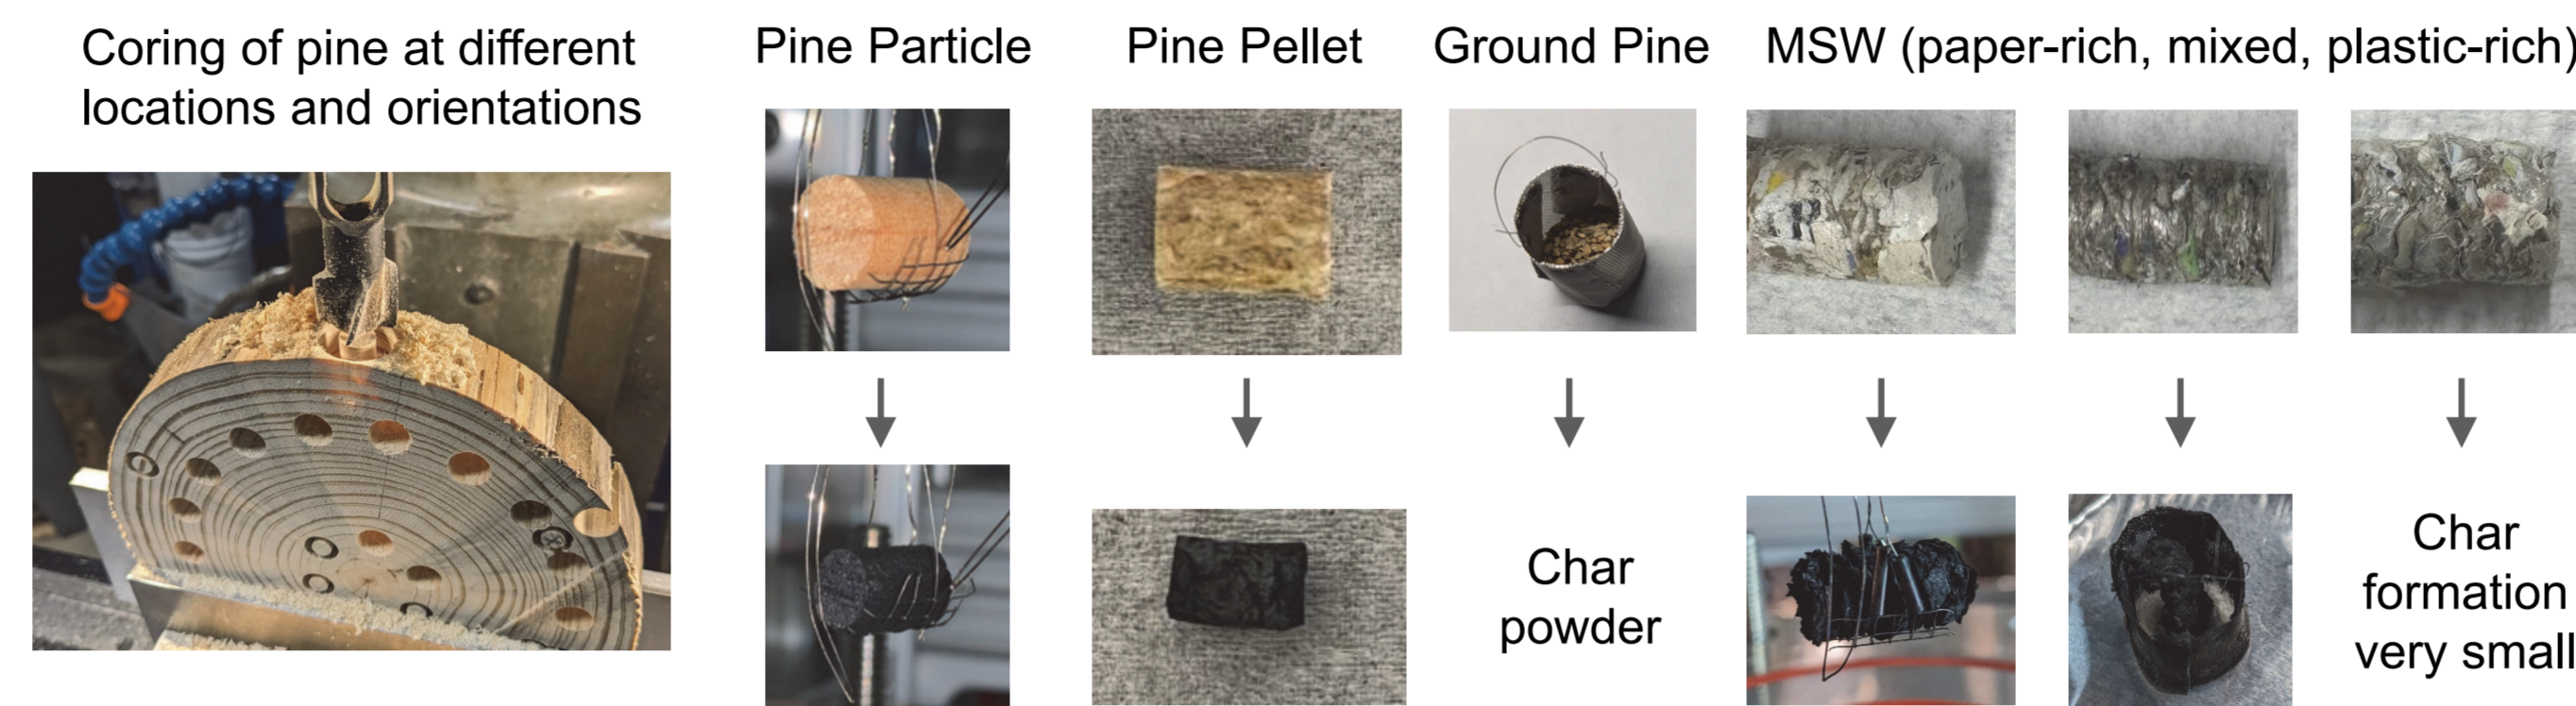 Coring of pine at different
locations and orientations
Pine Particle
Pine Pellet
Ground Pine
MSW (paper-rich, mixed, plastic-rich)
Char
powder
Char
formation
very small